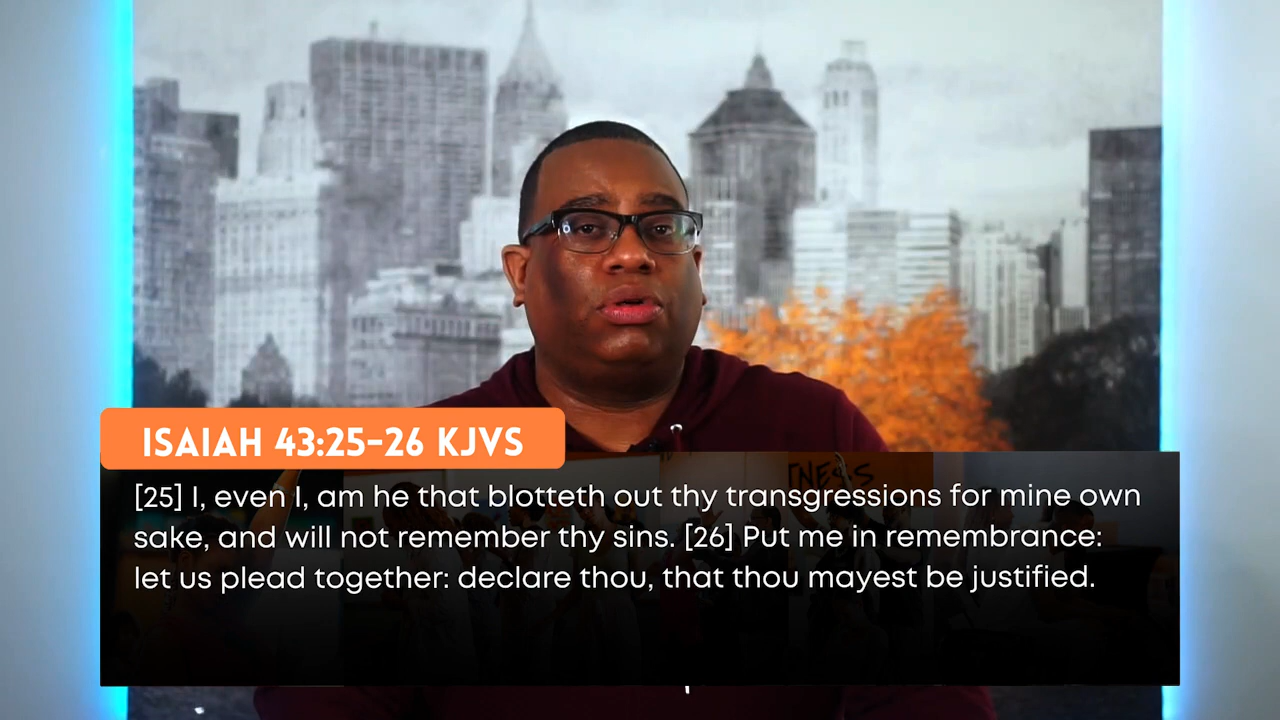 ISAIAH 43:25-26 KJVS
[25] I, even I, am he that blotteth out thy transgressions for mine own
sake, and will not remember thy sins. [26] Put me in remembrance:
let us plead together: declare thou, that thou mayest be justified.